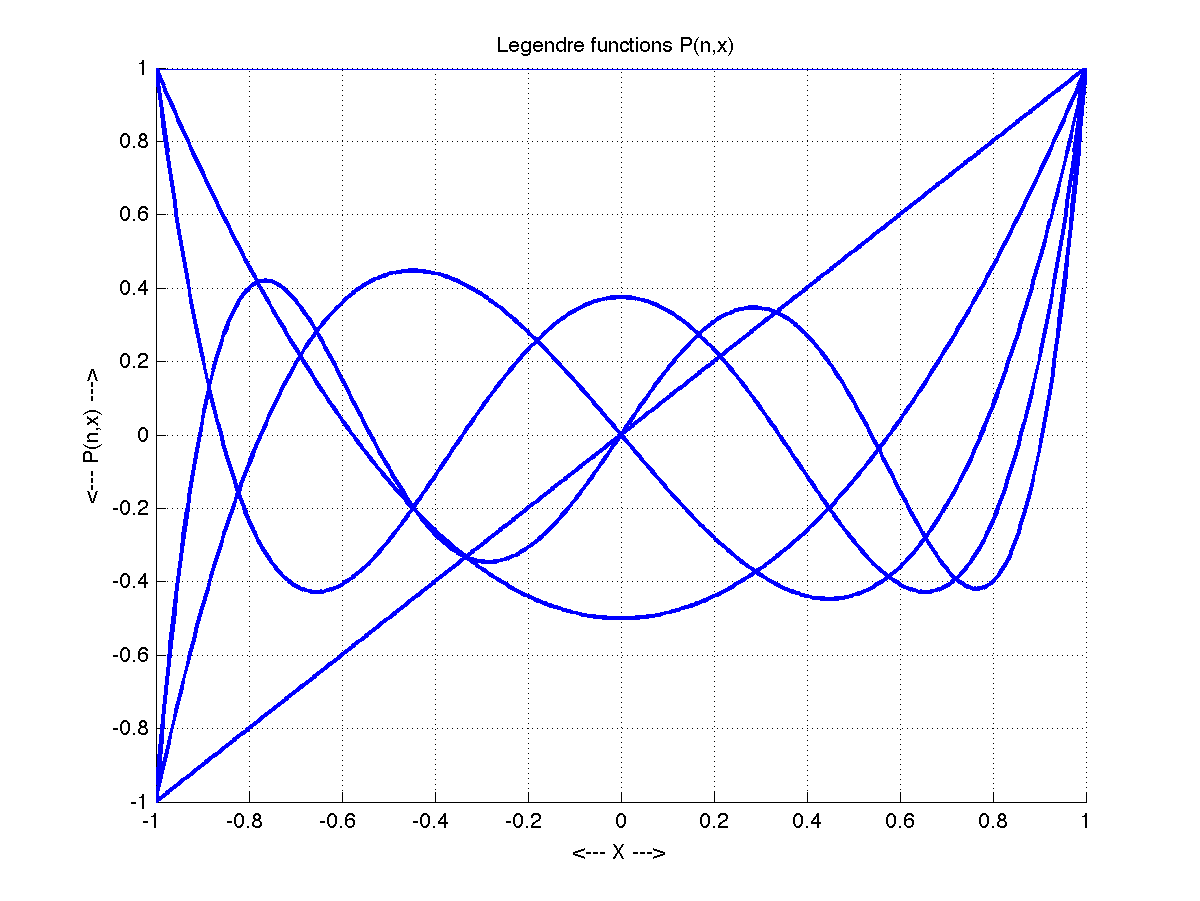 Legendre functions P(n,x)
1
0.8
0.6
0.4
0.2
0
-0.2
-0.4
-0.6
-0.8
-1
<--- P(n,x) --->
-1 -0.8 -0.6 -0.4 -0.2 0 0.2 0.4 0.6 0.8 1
<--- X --->